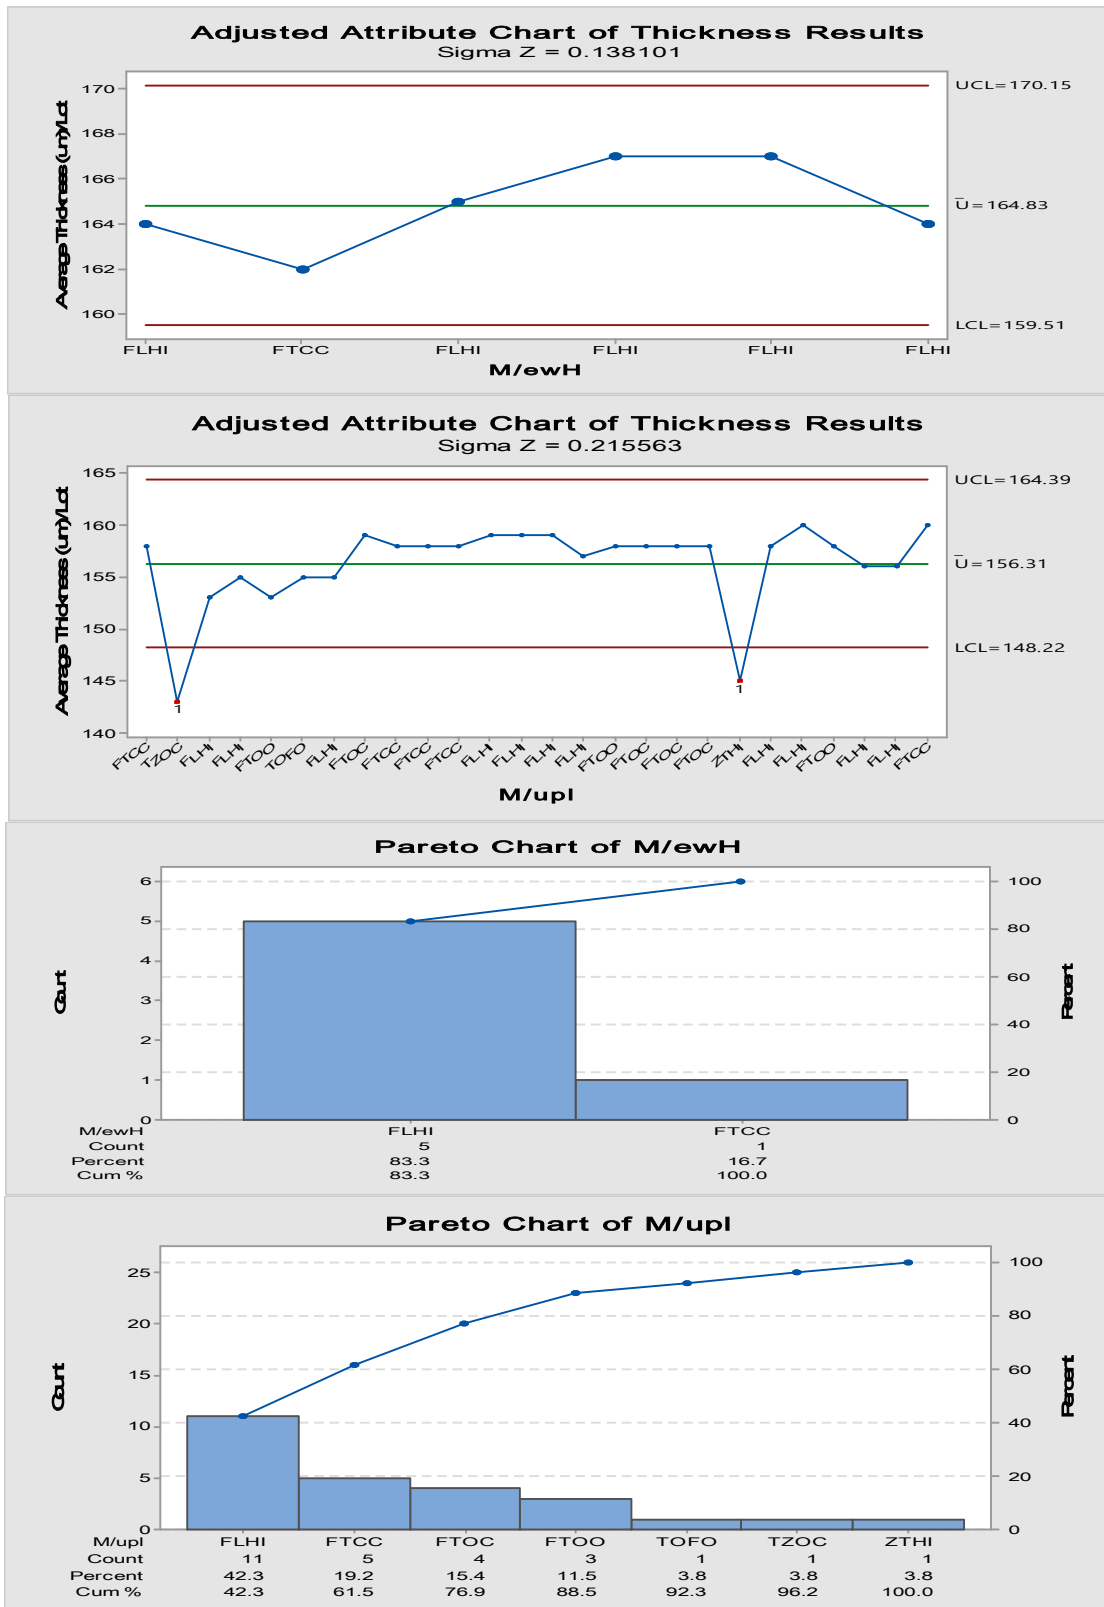 Adjusted Attribute Chart of Thickness Results
Sigma Z = 0.138101
Average Thickness (um)/Lot
170
168
166
164
162
160
UCL=170.15
U̅=164.83
LCL=159.51
FLHI FTCC FLHI FLHI FLHI FLHI
M/ewH
Adjusted Attribute Chart of Thickness Results
Sigma Z = 0.215563
Average Thickness (um)/Lot
165
160
155
150
145
140
UCL=164.39
U̅=156.31
LCL=148.22
1
1
FTCC TZOC FLHI FLHI FTOO TOFO FLHI FTOC FTCC FTCC FTCC FLHI FLHI FLHI FLHI FTOO FTOC FTOC FTOC ZTHI FLHI FLHI FTOO FLHI FLHI FTCC
M/upl
Pareto Chart of M/ewH
Count
6
5
4
3
2
1
0
Percent
100
80
60
40
20
0
M/ewH FLHI FTCC
Count 5 1
Percent 83.3 16.7
Cum % 83.3 100.0
Pareto Chart of M/upl
Count
25
20
15
10
5
0
Percent
100
80
60
40
20
0
M/upl FLHI FTCC FTOC FTOO TOFO TZOC ZTHI
Count 11 5 4 3 1 1 1
Percent 42.3 19.2 15.4 11.5 3.8 3.8 3.8
Cum % 42.3 61.5 76.9 88.5 92.3 96.2 100.0